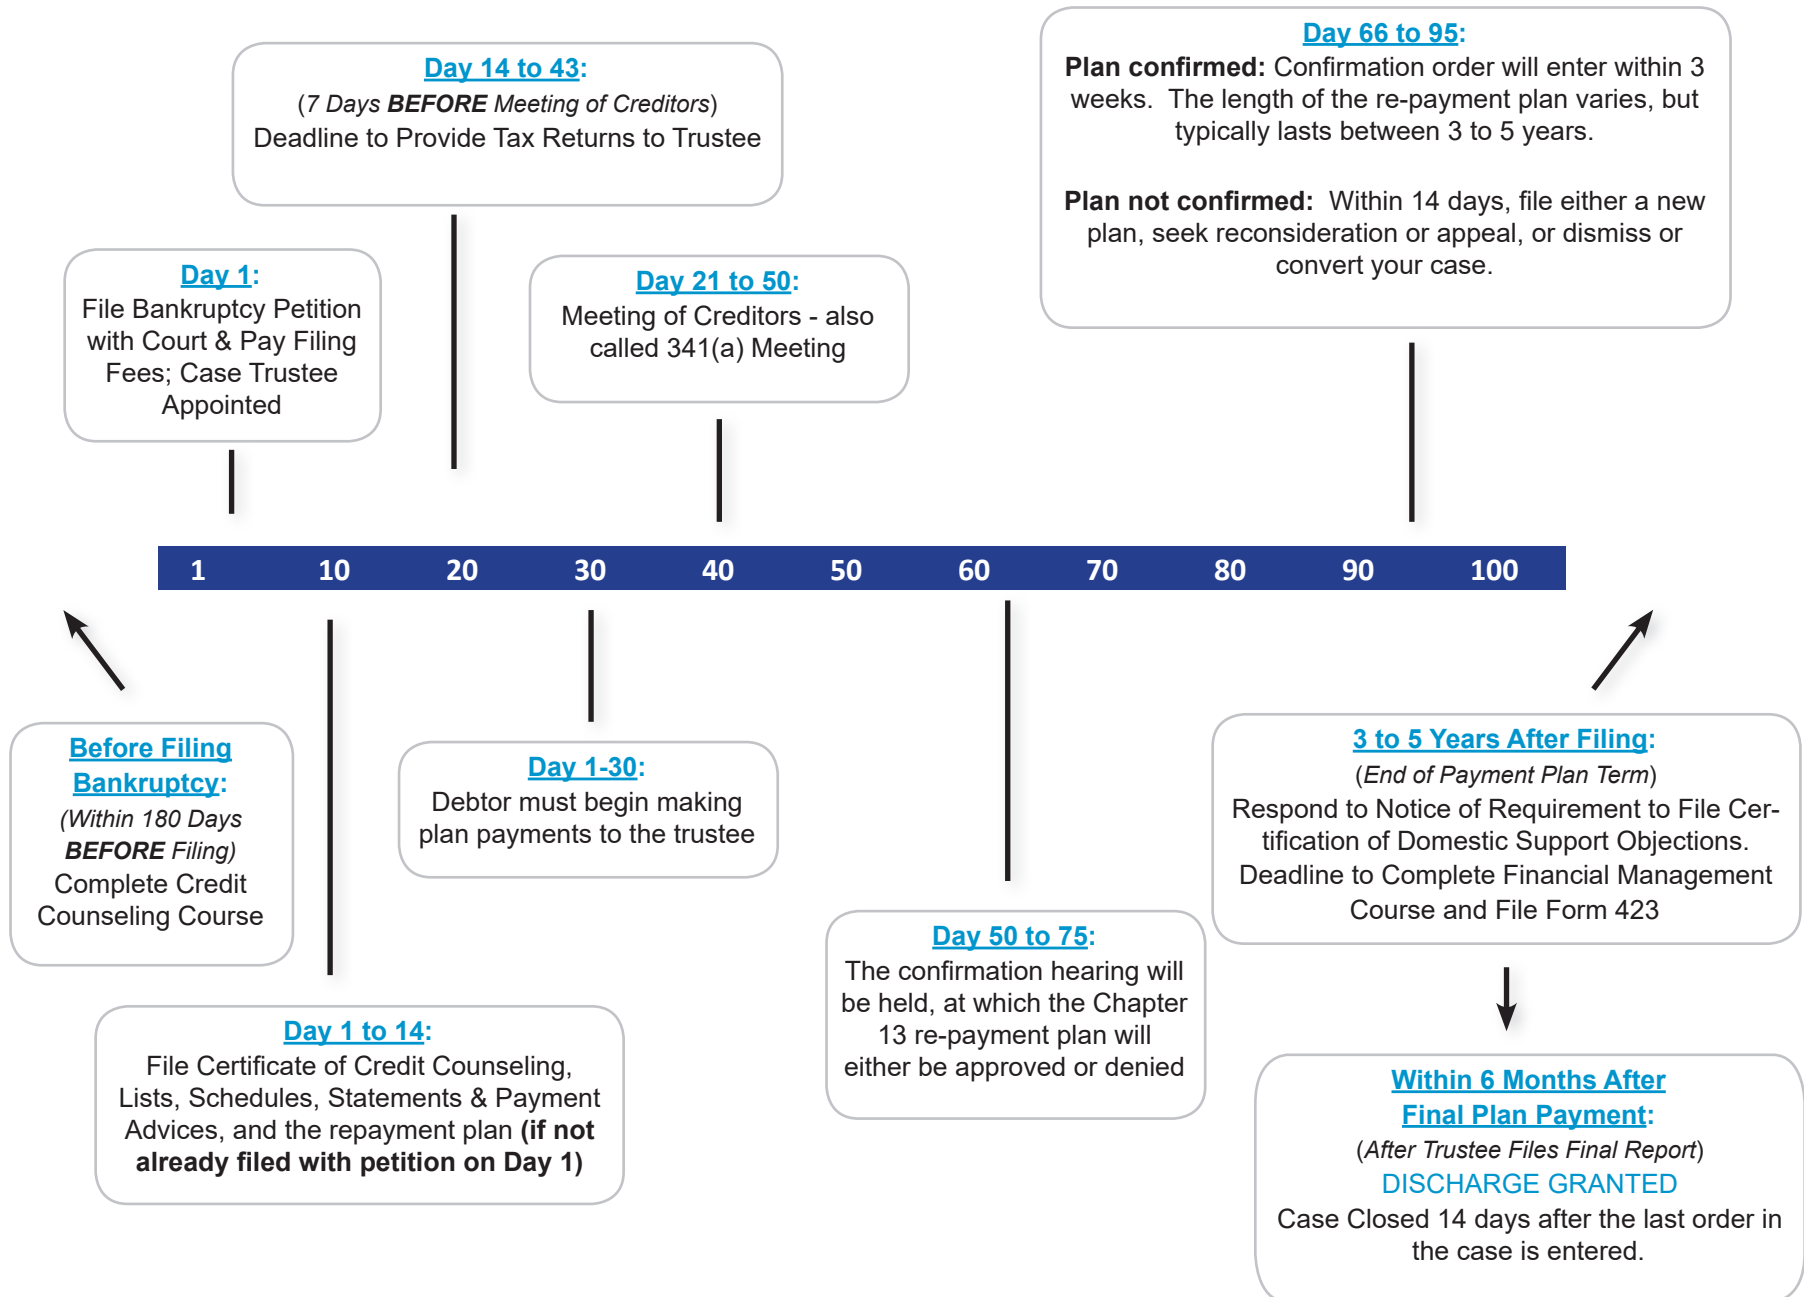 Day 14 to 43:
(7 Days BEFORE Meeting of Creditors)
Deadline to Provide Tax Returns to Trustee
Day 66 to 95:
Plan confirmed: Confirmation order will enter within 3
weeks. The length of the re-payment plan varies, but
typically lasts between 3 to 5 years.
Plan not confirmed: Within 14 days, file either a new
plan, seek reconsideration or appeal, or dismiss or
convert your case.
Day 1:
File Bankruptcy Petition
with Court & Pay Filing
Fees; Case Trustee
Appointed
Day 21 to 50:
Meeting of Creditors - also
called 341(a) Meeting
1 10 20 30 40 50 60 70 80 90 100
Before Filing
Bankruptcy:
(Within 180 Days
BEFORE Filing)
Complete Credit
Counseling Course
Day 1-30:
Debtor must begin making
plan payments to the trustee
3 to 5 Years After Filing:
(End of Payment Plan Term)
Respond to Notice of Requirement to File Cer-
tification of Domestic Support Objections.
Deadline to Complete Financial Management
Course and File Form 423
Day 50 to 75:
The confirmation hearing will
be held, at which the Chapter
13 re-payment plan will
either be approved or denied
Day 1 to 14:
File Certificate of Credit Counseling,
Lists, Schedules, Statements & Payment
Advices, and the repayment plan (if not
already filed with petition on Day 1)
Within 6 Months After
Final Plan Payment:
(After Trustee Files Final Report)
DISCHARGE GRANTED
Case Closed 14 days after the last order in
the case is entered.